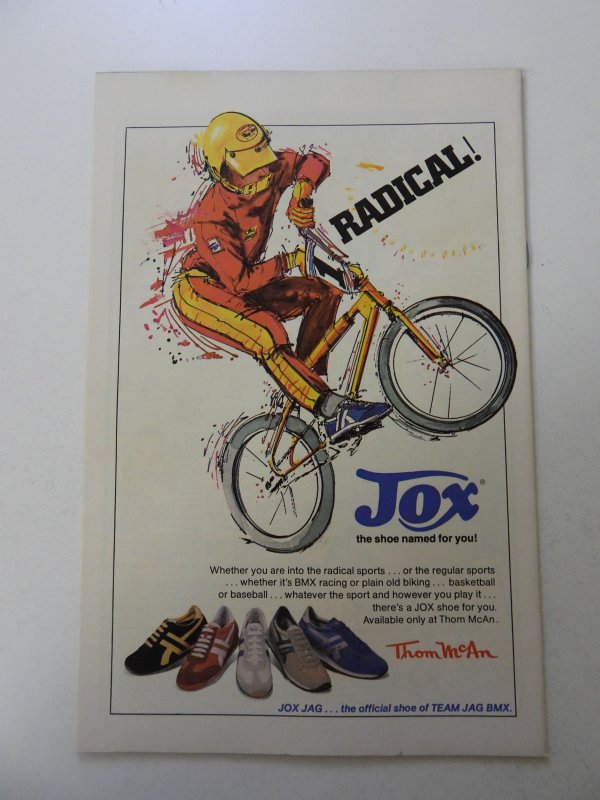 RADICAL!
1
Jox®
the shoe named for you!
Whether you are into the radical sports . . . or the regular sports
. . . whether it's BMX racing or plain old biking . . . basketball
or baseball . . . whatever the sport and however you play it . . .
there's a JOX shoe for you.
Available only at Thom McAn.
Thom McAn
JOX JAG . . . the official shoe of TEAM JAG BMX.